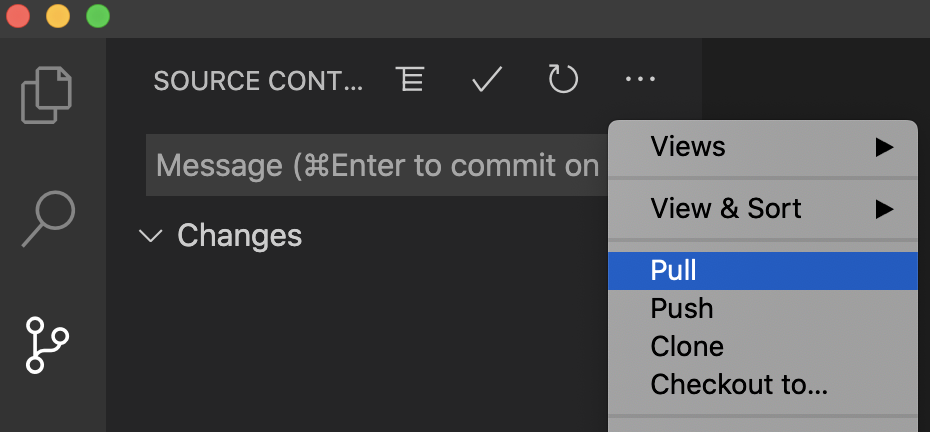 SOURCE CONT...
Message (⌘Enter to commit on
Changes
Views
View & Sort
Pull
Push
Clone
Checkout to...